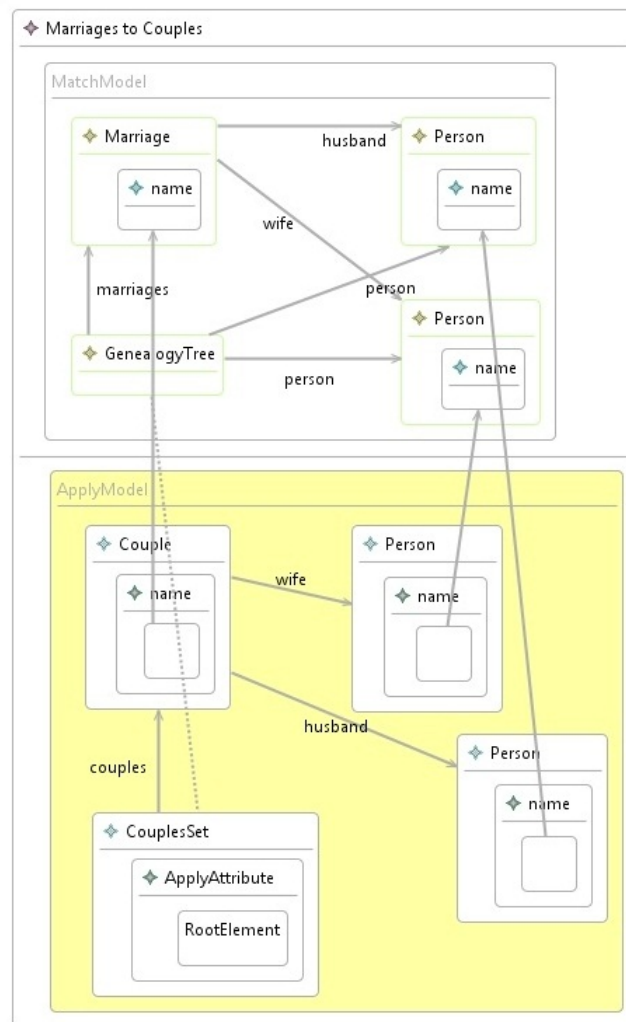 Marriages to Couples
MatchModel
Marriage
husband
Person
name
name
wife
marriages
person
Person
GenealogyTree
name
person
ApplyModel
Couple
Person
wife
name
name
husband
Person
couples
name
CouplesSet
ApplyAttribute
RootElement